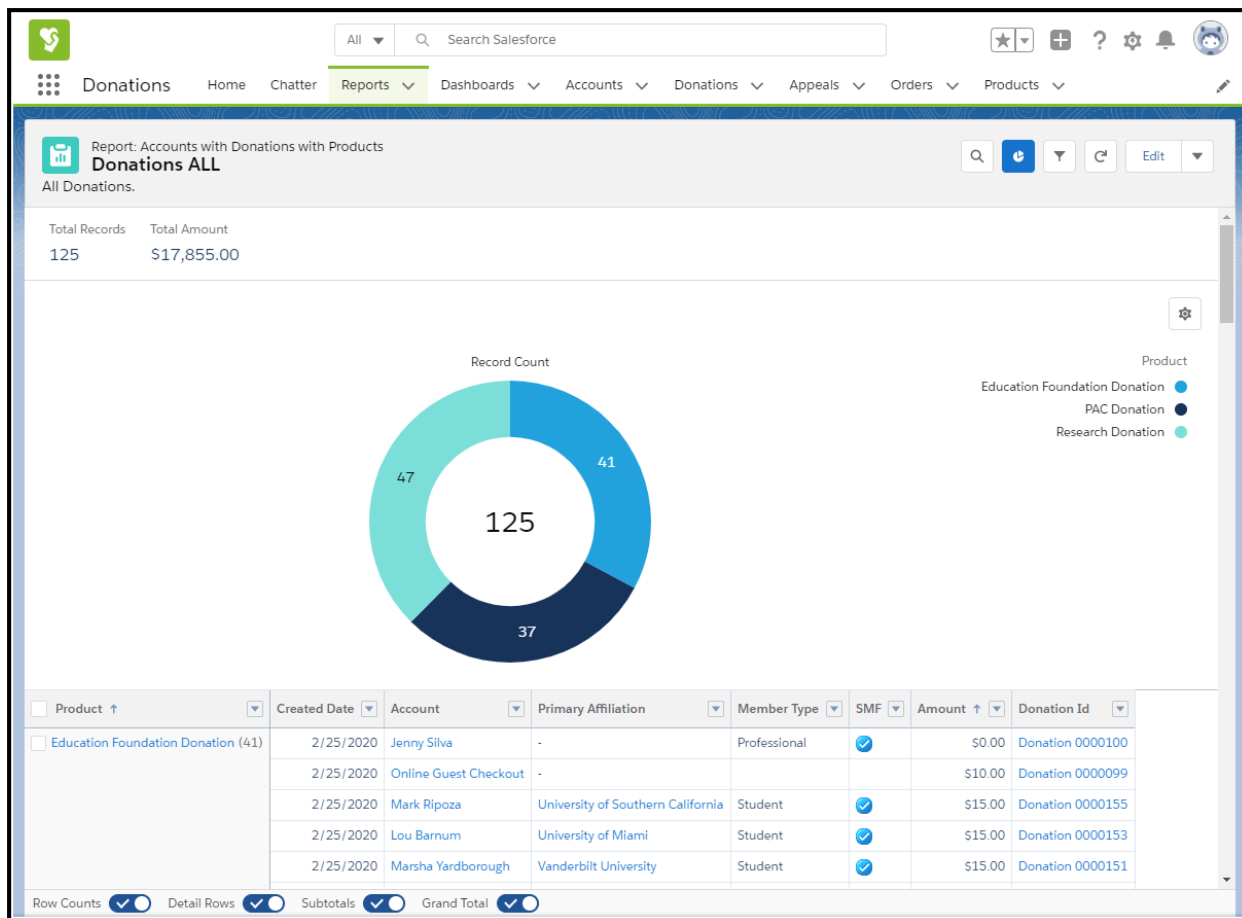 All Search Salesforce
Donations Home Chatter Reports Dashboards Accounts Donations Appeals Orders Products
Report: Accounts with Donations with Products
Donations ALL
All Donations.
Edit
Total Records Total Amount
125 $17,855.00
Record Count
Product
Education Foundation Donation
PAC Donation
Research Donation
41
47
125
37
Product ↑ Created Date Account Primary Affiliation Member Type SMF Amount ↑ Donation Id
Education Foundation Donation (41) 2/25/2020 Jenny Silva - Professional $0.00 Donation 0000100
2/25/2020 Online Guest Checkout - $10.00 Donation 0000099
2/25/2020 Mark Ripoza University of Southern California Student $15.00 Donation 0000155
2/25/2020 Lou Barnum University of Miami Student $15.00 Donation 0000153
2/25/2020 Marsha Yardborough Vanderbilt University Student $15.00 Donation 0000151
Row Counts Detail Rows Subtotals Grand Total